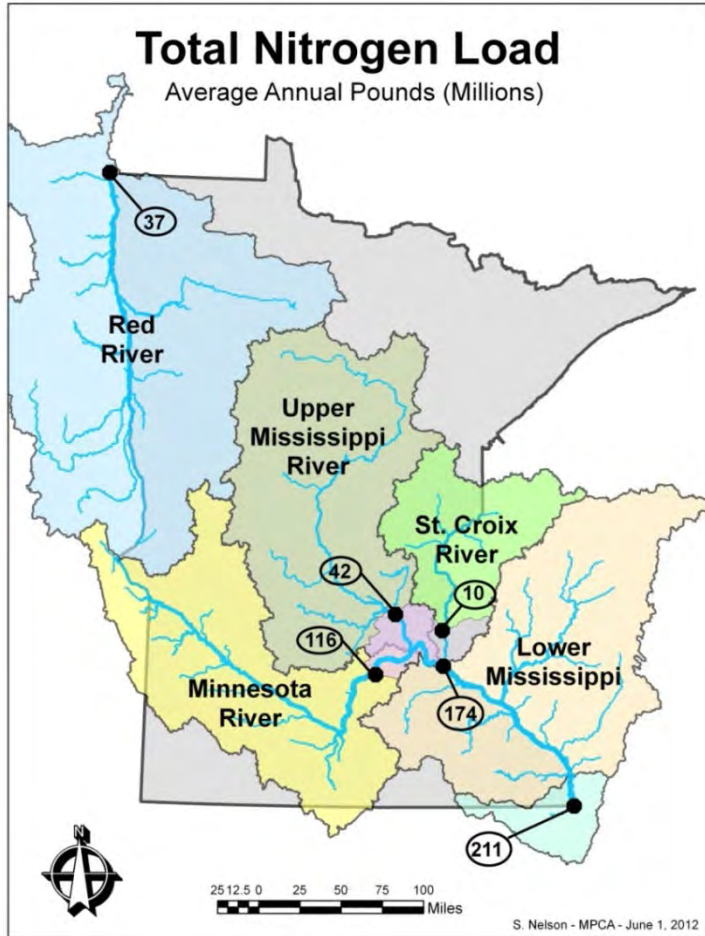 Total Nitrogen Load
Average Annual Pounds (Millions)
37
Red
River
Upper
Mississippi
River
St. Croix
River
42
10
116
Lower
Mississippi
Minnesota
River
174
211
N
25 12.5 0 25 50 75 100
Miles
S. Nelson - MPCA - June 1, 2012